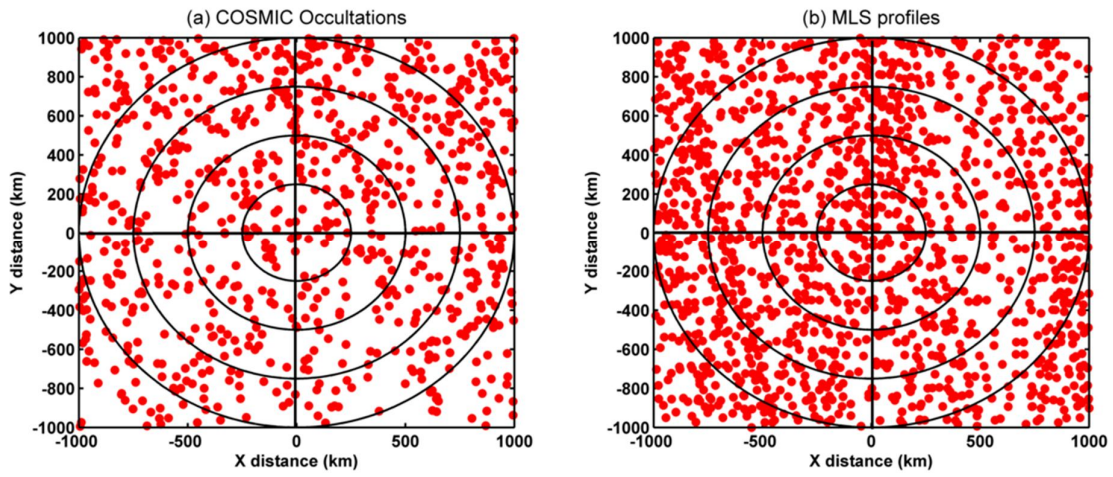 (a) COSMIC Occultations
1000
800
600
400
200
0
-200
-400
-600
-800
-1000
-1000 -500 0 500 1000
X distance (km)
Y distance (km)
(b) MLS profiles
1000
800
600
400
200
0
-200
-400
-600
-800
-1000
-1000 -500 0 500 1000
X distance (km)
Y distance (km)